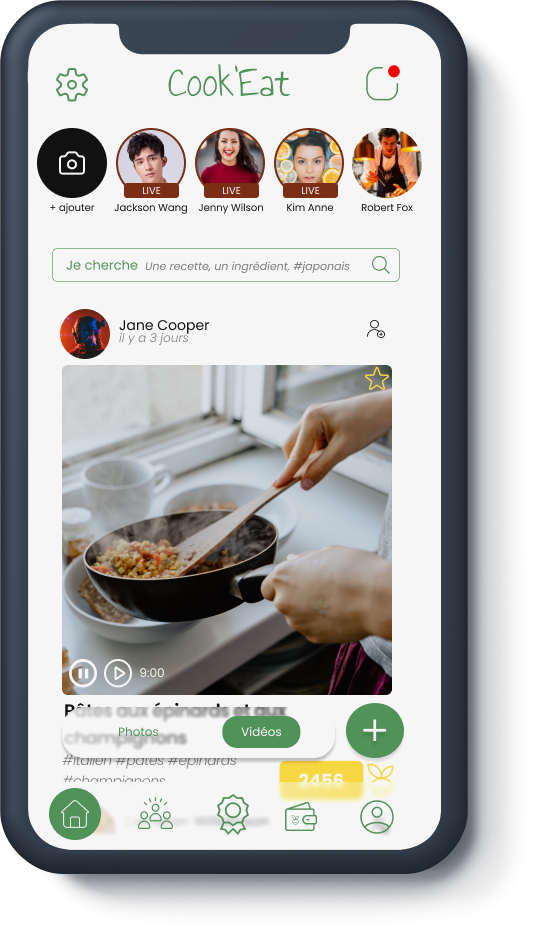 Cook'Eat
+ ajouter
LIVE
Jackson Wang
LIVE
Jenny Wilson
LIVE
Kim Anne
Robert Fox
Je cherche Une recette, un ingrédient, #japonais
Jane Cooper
il y a 3 jours
9:00
Pâtes aux épinards et aux
champignons
Photos
Vidéos
#italien #pâtes #épinards
#champignons
2456